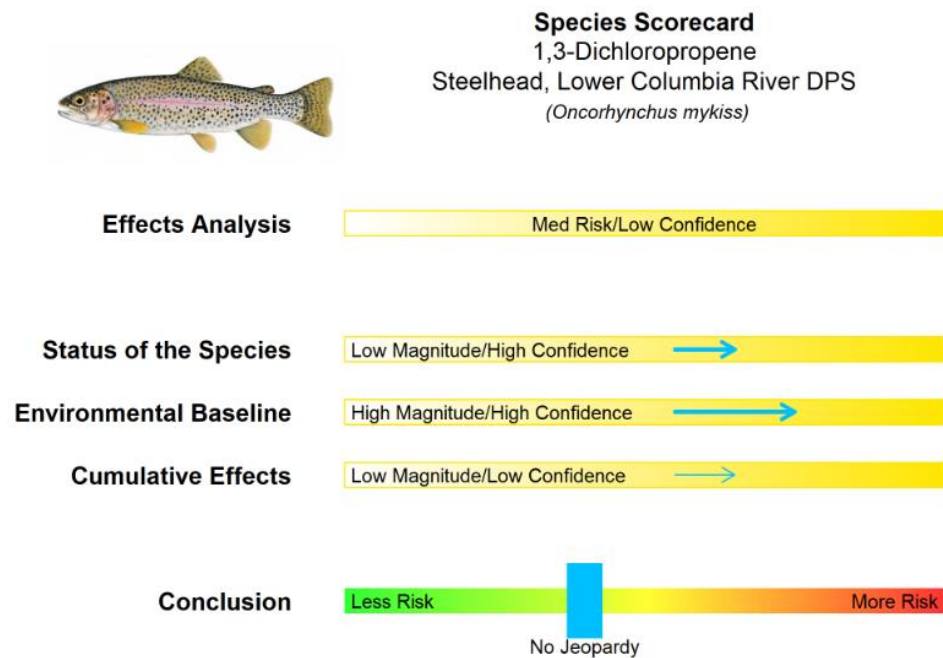 Species Scorecard
1,3-Dichloropropene
Steelhead, Lower Columbia River DPS
(Oncorhynchus mykiss)
Effects Analysis
Med Risk/Low Confidence
Status of the Species
Low Magnitude/High Confidence
Environmental Baseline
High Magnitude/High Confidence
Cumulative Effects
Low Magnitude/Low Confidence
Conclusion
Less Risk
More Risk
No Jeopardy